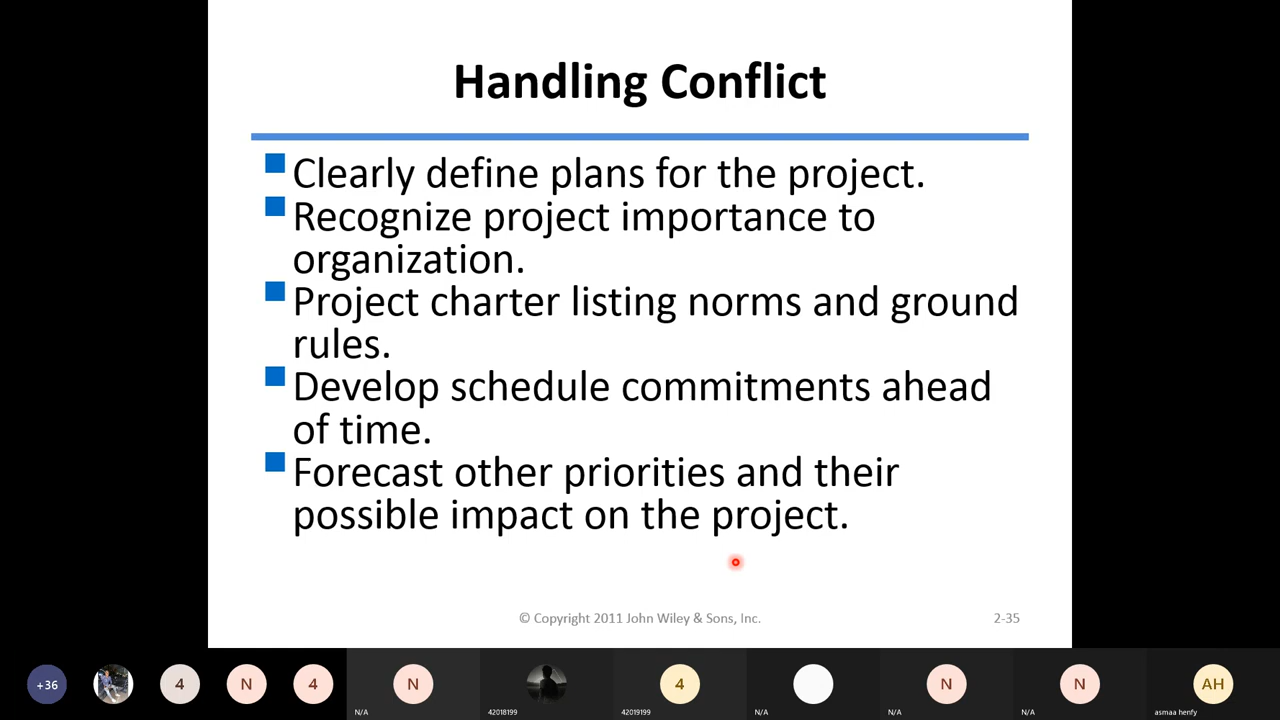 Handling Conflict
Clearly define plans for the project.
Recognize project importance to
organization.
Project charter listing norms and ground
rules.
Develop schedule commitments ahead
of time.
Forecast other priorities and their
possible impact on the project.
© Copyright 2011 John Wiley & Sons, Inc.
2-35
+36
4
N
4
N
4
N
N
AH
N/A
42018199
42019199
N/A
N/A
N/A
asmaa henfy